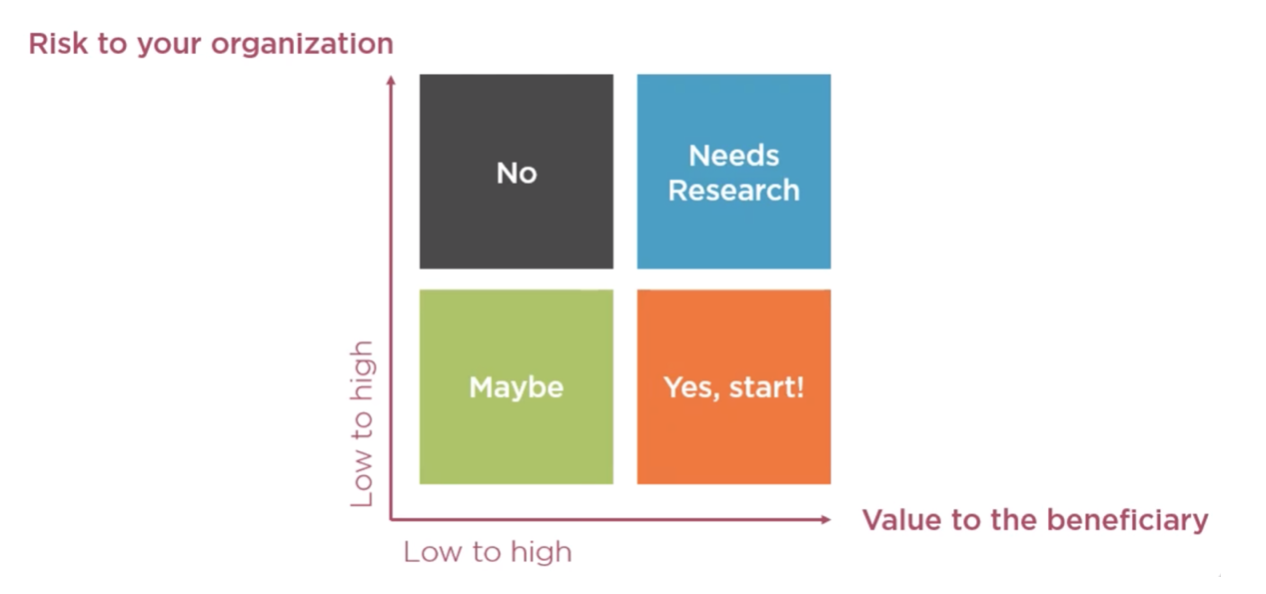 Risk to your organization
No
Needs
Research
Maybe
Yes, start!
Low to high
Value to the beneficiary
Low to high